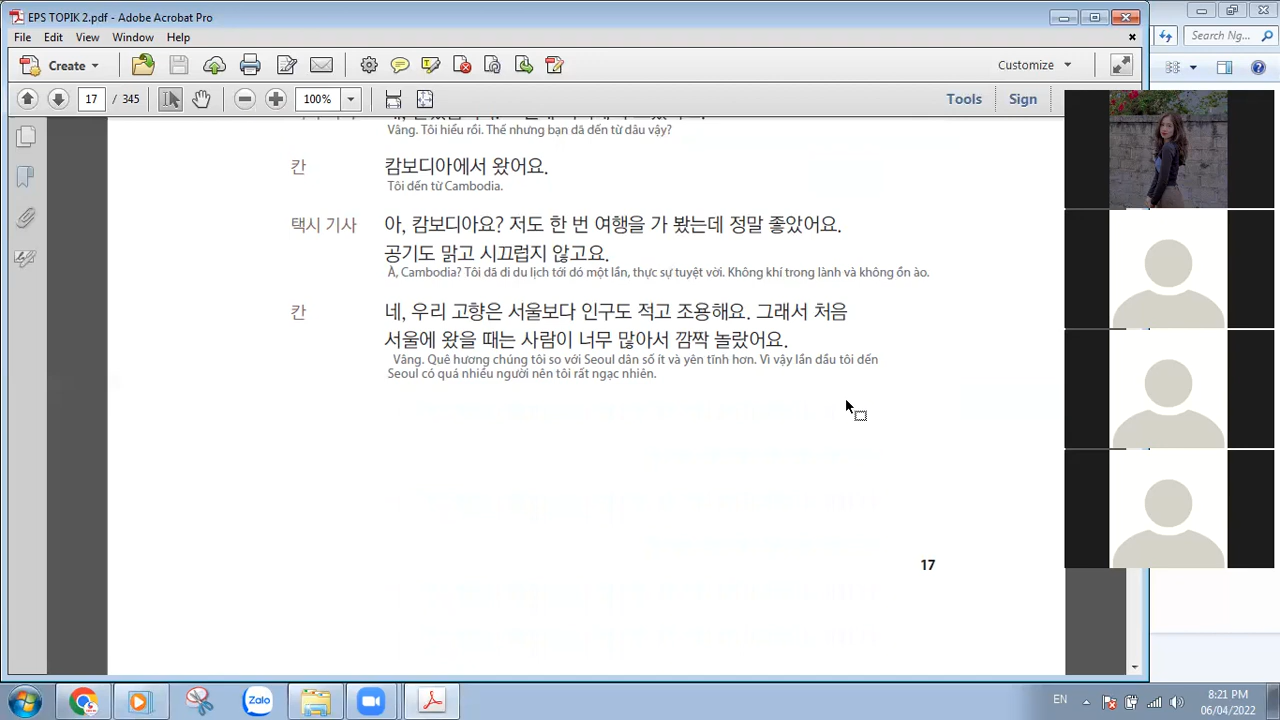 EPS TOPIK 2.pdf - Adobe Acrobat Pro
File Edit View Window Help
Create
Customize
17 / 345
100%
Tools Sign
Search Ng...
Vâng. Tôi hiểu rồi. Thế nhưng bạn đã đến từ đâu vậy?
칸 캄보디아에서 왔어요.
Tôi đến từ Cambodia.
택시 기사 아, 캄보디아요? 저도 한 번 여행을 가 봤는데 정말 좋았어요.
공기도 맑고 시끄럽지 않고요.
À, Cambodia? Tôi đã đi du lịch tới đó một lần, thực sự tuyệt vời. Không khí trong lành và không ồn ào.
칸 네, 우리 고향은 서울보다 인구도 적고 조용해요. 그래서 처음
서울에 왔을 때는 사람이 너무 많아서 깜짝 놀랐어요.
Vâng. Quê hương chúng tôi so với Seoul dân số ít và yên tĩnh hơn. Vì vậy lần đầu tôi đến
Seoul có quá nhiều người nên tôi rất ngạc nhiên.
17
Zalo
EN
8:21 PM
06/04/2022